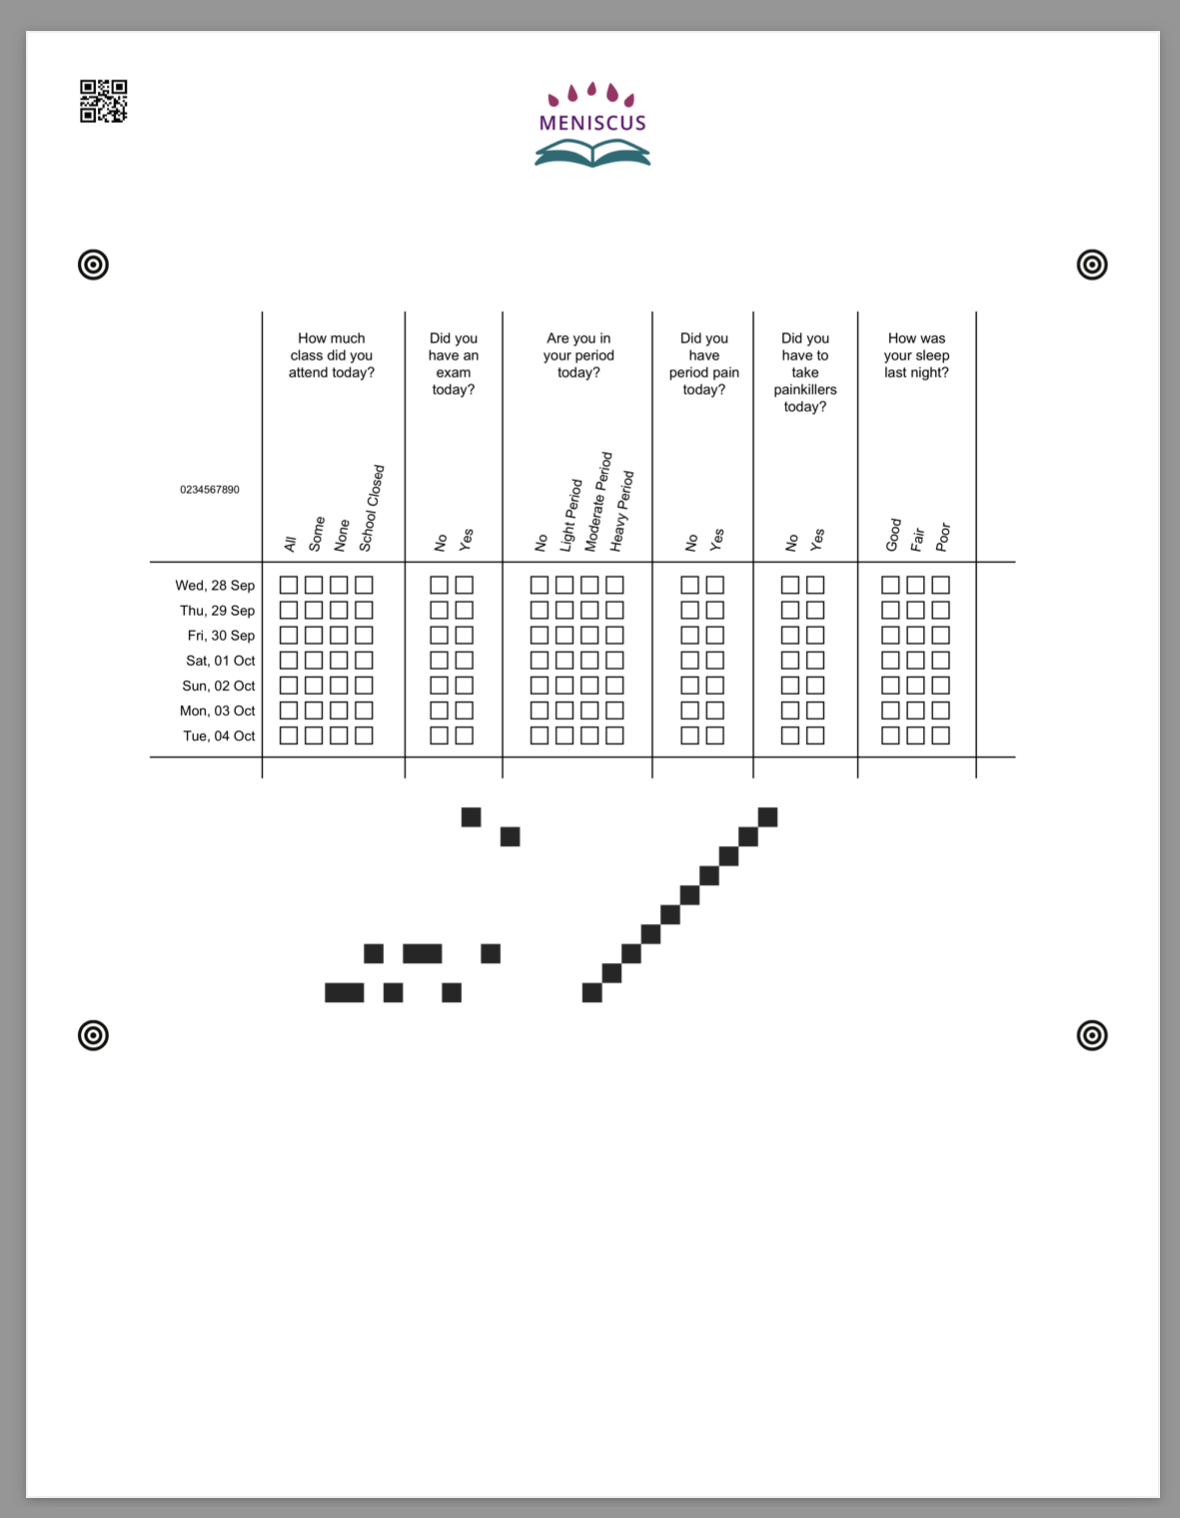 MENISCUS
How much
class did you
attend today?
Did you
have an
exam
today?
Are you in
your period
today?
Did you
have
period pain
today?
Did you
have to
take
painkillers
today?
How was
your sleep
last night?
0234567890
All
Some
None
School Closed
No
Yes
No
Light Period
Moderate Period
Heavy Period
No
Yes
No
Yes
Good
Fair
Poor
Wed, 28 Sep
Thu, 29 Sep
Fri, 30 Sep
Sat, 01 Oct
Sun, 02 Oct
Mon, 03 Oct
Tue, 04 Oct